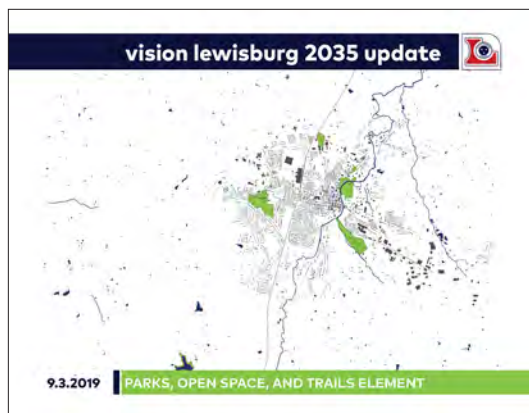 vision lewisburg 2035 update
L
9.3.2019
PARKS, OPEN SPACE, AND TRAILS ELEMENT